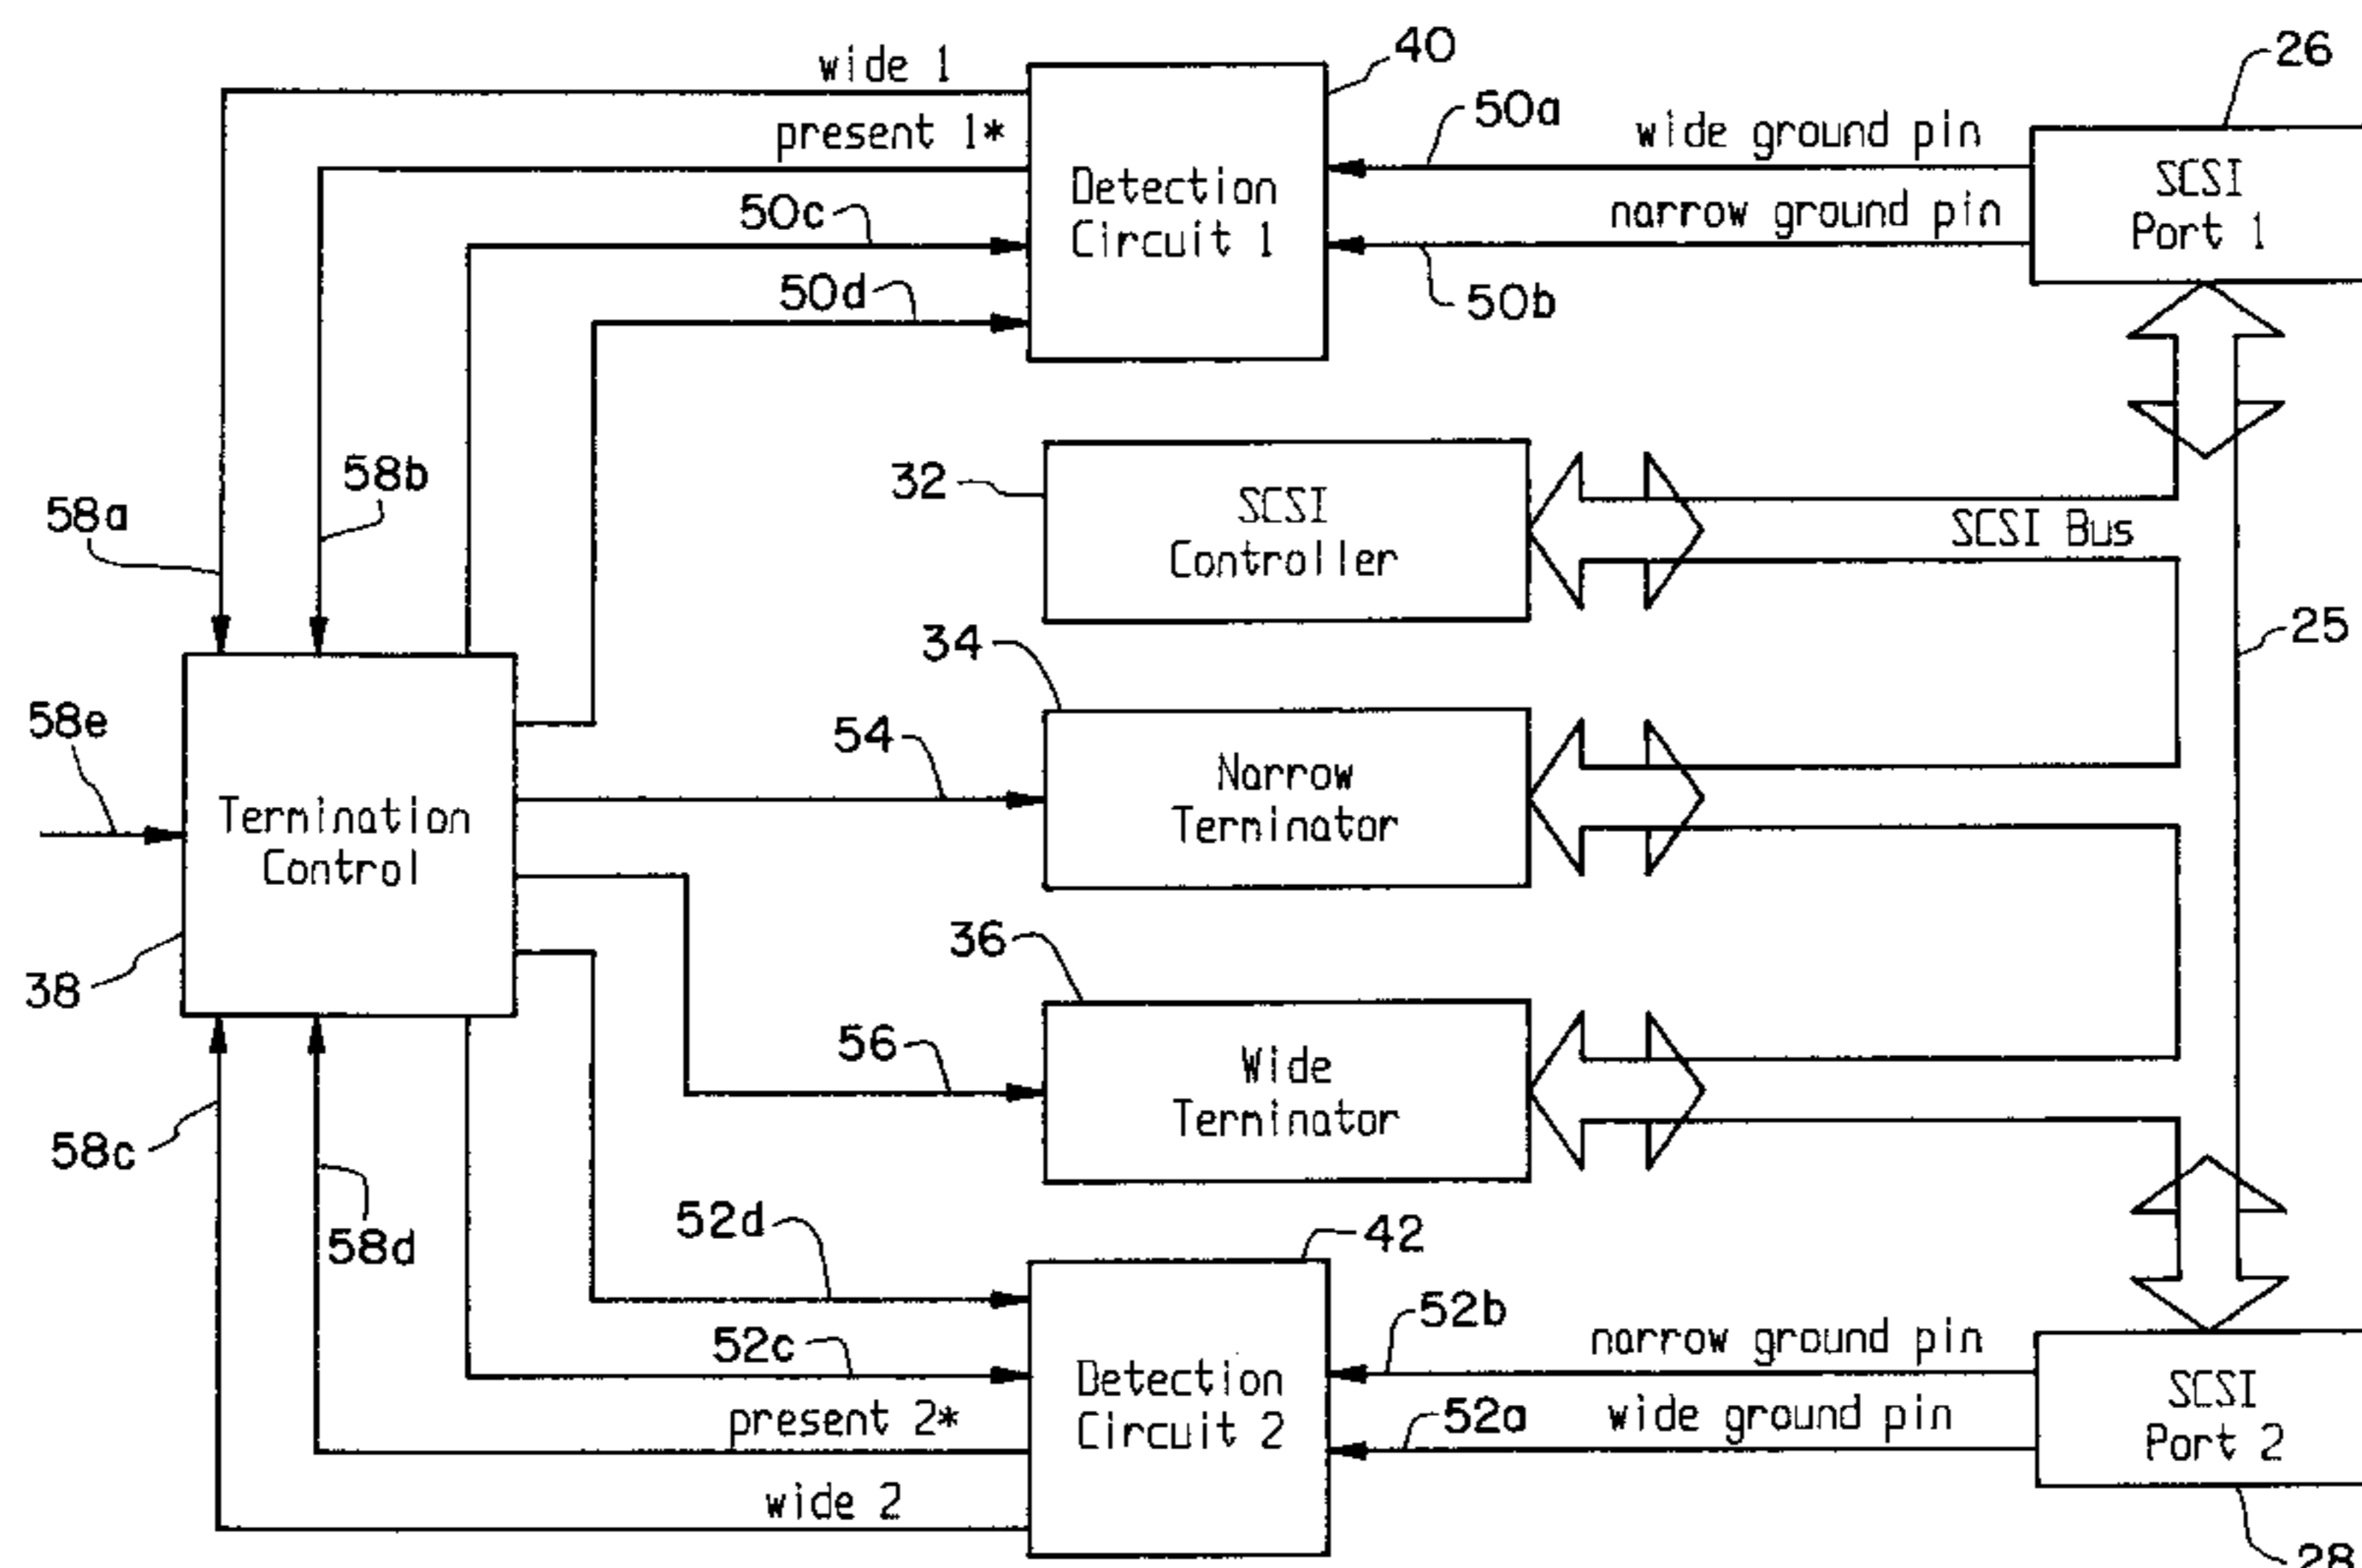 wide 1
40
26
present 1*
50a
wide ground pin
Detection
Circuit 1
SCSI
Port 1
50c
narrow ground pin
50d
50b
58b
32
SCSI
Controller
SCSI Bus
58a
34
25
58e
54
Narrow
Terminator
Termination
Control
36
38
56
Wide
Terminator
58c
52d
42
58d
52b
52c
narrow ground pin
Detection
Circuit 2
SCSI
Port 2
present 2*
52a
wide ground pin
wide 2
28